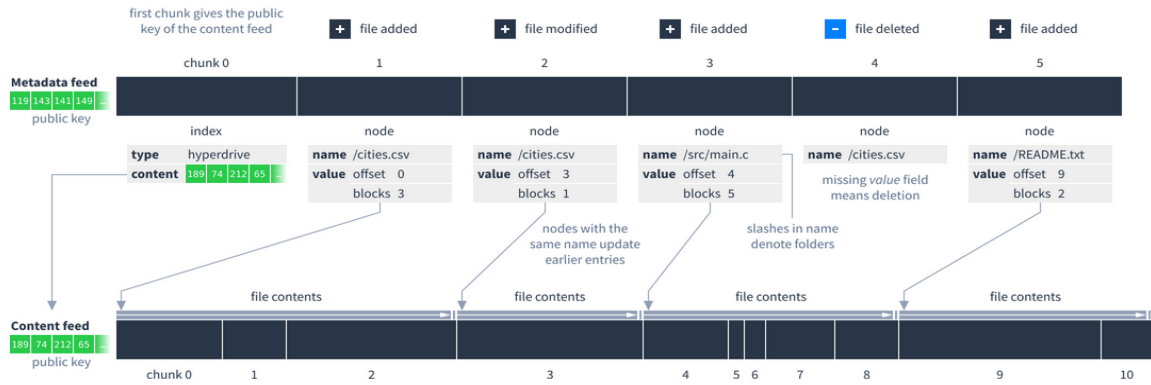 first chunk gives the public
key of the content feed
+ file added
+ file modified
+ file added
− file deleted
+ file added
chunk 0 1 2 3 4 5
Metadata feed
119 143 141 149 ...
public key
index
type hyperdrive
content 189 74 212 65 ...
node
name /cities.csv
value offset 0
blocks 3
node
name /cities.csv
value offset 3
blocks 1
nodes with the
same name update
earlier entries
node
name /src/main.c
value offset 4
blocks 5
slashes in name
denote folders
node
name /cities.csv
missing value field
means deletion
node
name /README.txt
value offset 9
blocks 2
file contents
file contents
file contents
file contents
Content feed
189 74 212 65 ...
public key
chunk 0 1 2 3 4 5 6 7 8 9 10